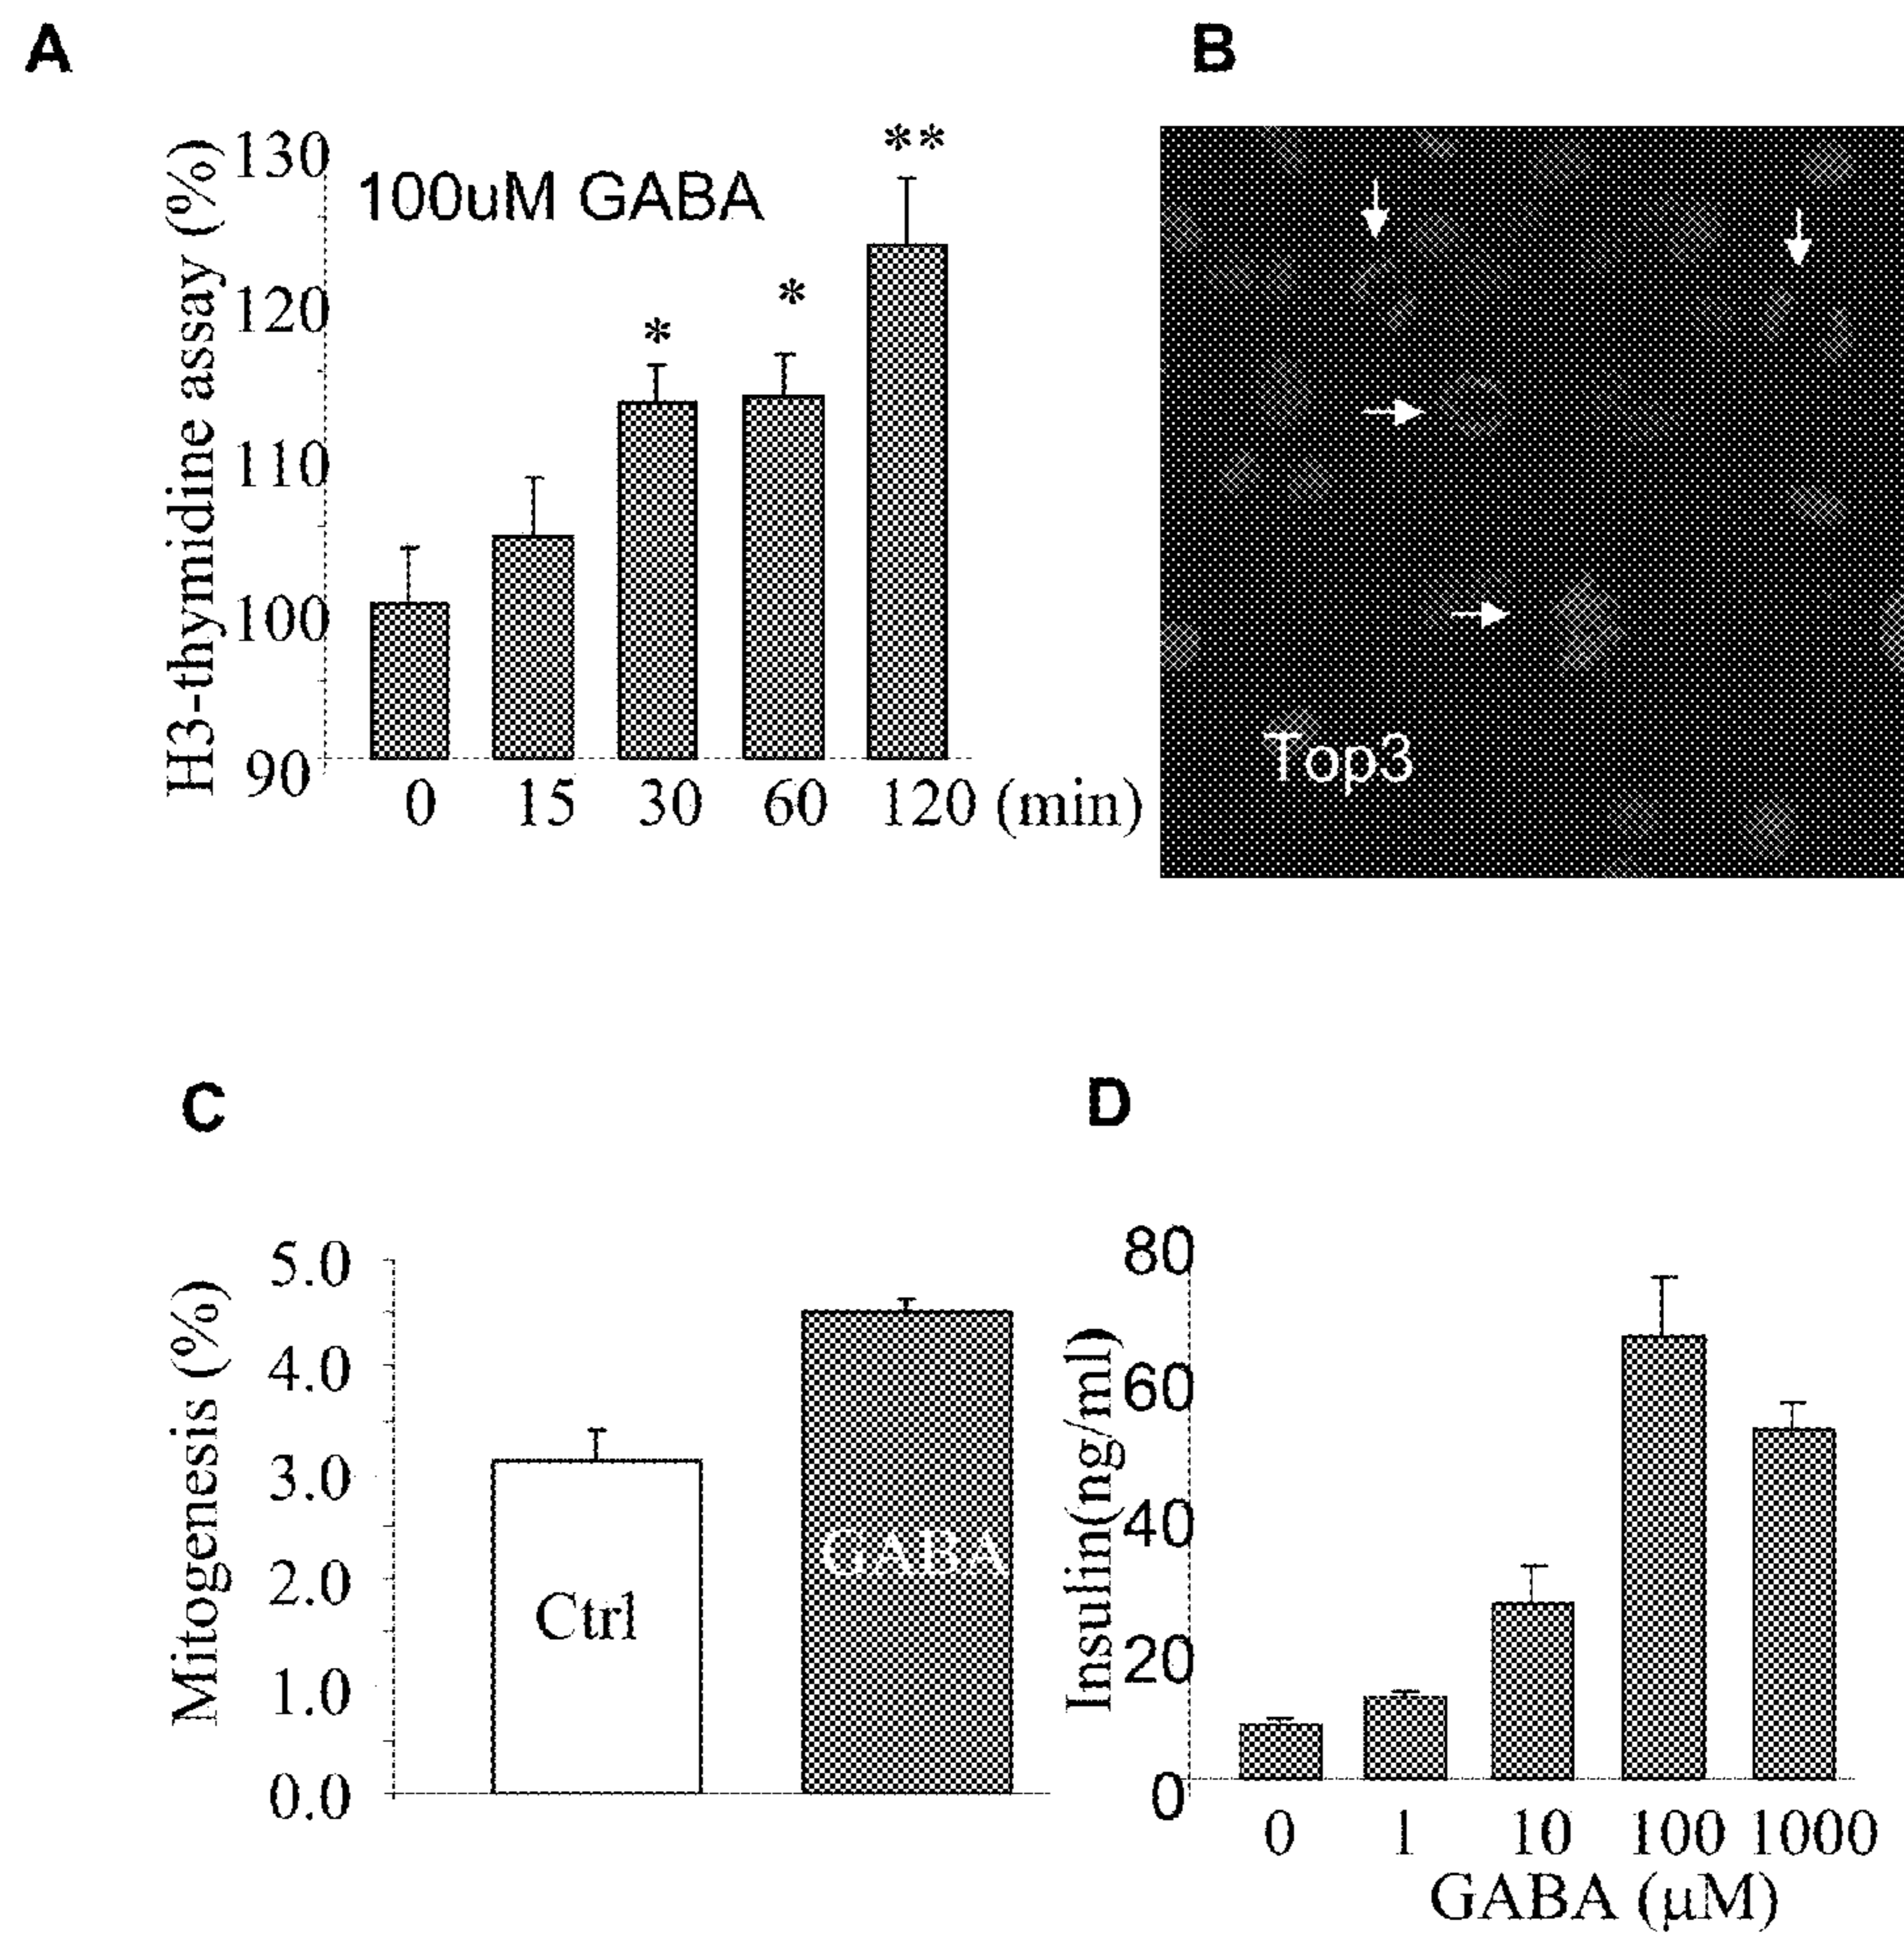 A
B
H3-thymidine assay (%)
130
120
110
100
90
100uM GABA
*
*
**
0 15 30 60 120 (min)
Top3
C
D
Mitogenesis (%)
5.0
4.0
3.0
2.0
1.0
0.0
Ctrl
GABA
Insulin(ng/ml)
80
60
40
20
0
0 1 10 100 1000
GABA (μM)